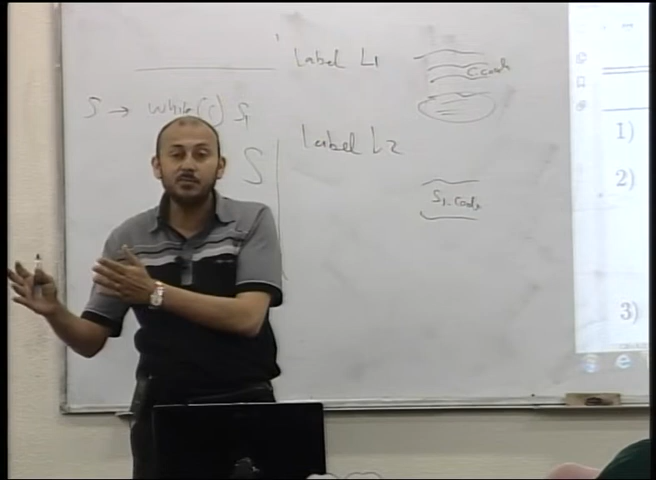 Label L1
C.code
S → while(C) S1
Label L2
S
S1.code
1)
2)
3)